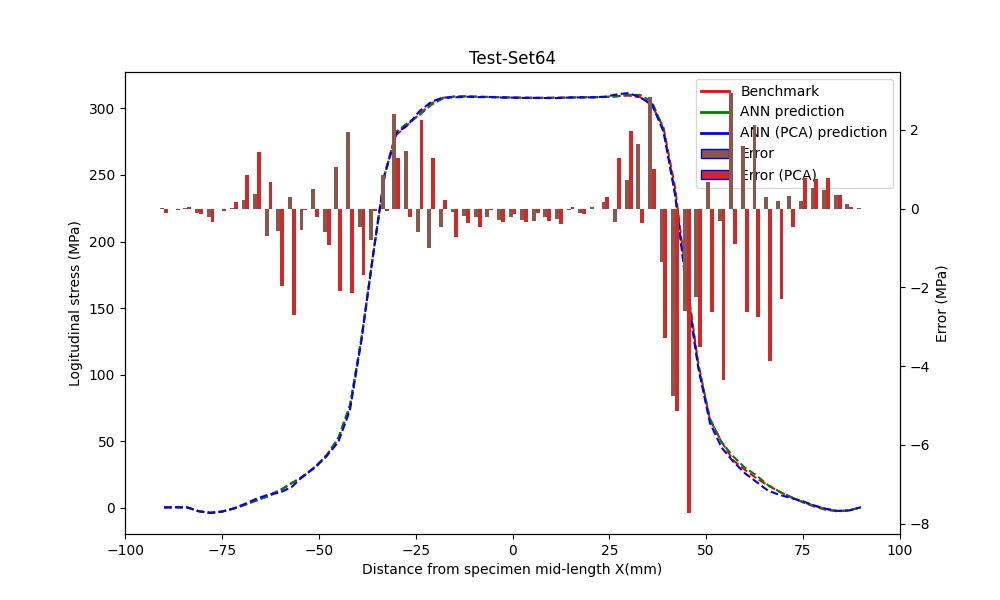 Test-Set64
Benchmark
ANN prediction
ANN (PCA) prediction
Error
Error (PCA)
300
250
200
150
100
50
0
Logitudinal stress (MPa)
2
0
−2
−4
−6
−8
Error (MPa)
−100 −75 −50 −25 0 25 50 75 100
Distance from specimen mid-length X(mm)